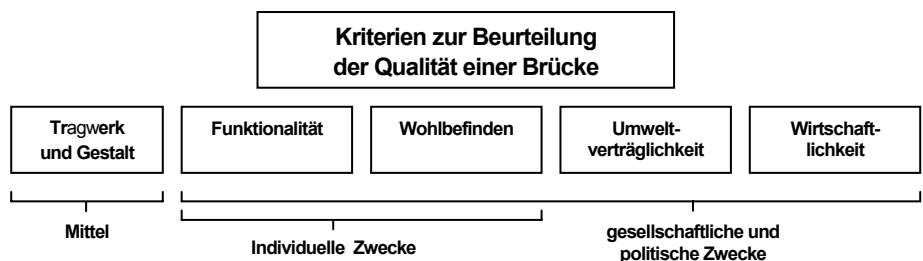 Kriterien zur Beurteilung
der Qualität einer Brücke
Tragwerk
und Gestalt
Funktionalität
Wohlbefinden
Umwelt-
verträglichkeit
Wirtschaft-
lichkeit
Mittel
Individuelle Zwecke
gesellschaftliche und
politische Zwecke